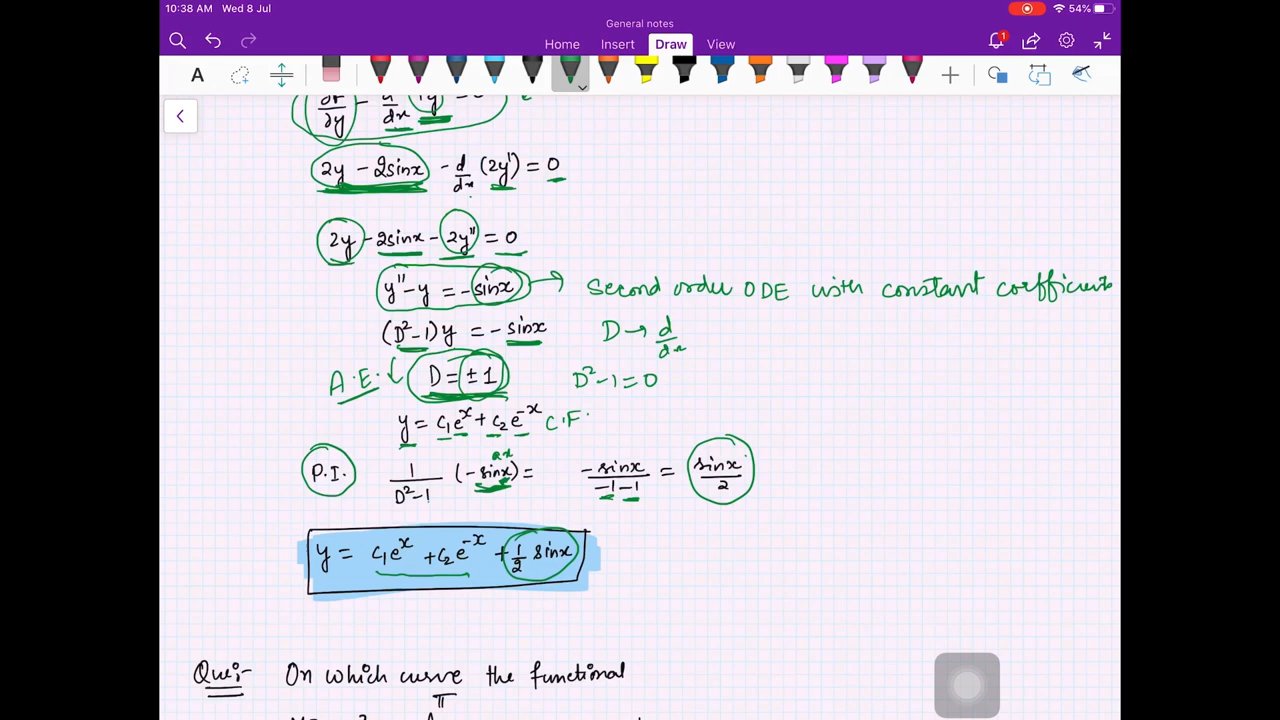 10:38 AM Wed 8 Jul
54%
General notes
Home Insert Draw View
1
A
∂y - dx
2y - 2sinx - d/dx (2y') = 0
2y - 2sinx - 2y'' = 0
y'' - y = -sinx → Second order ODE with constant coefficients
(D²-1)y = -sinx D → d/dx
A.E. ↓ D = ±1 D²-1=0
y = c₁eˣ + c₂e⁻ˣ C.F.
ax
P.I. 1/(D²-1) (-sinx) = -sinx/(-1-1) = sinx/2
y = c₁eˣ + c₂e⁻ˣ + 1/2 sinx
Que:- On which curve the functional
π